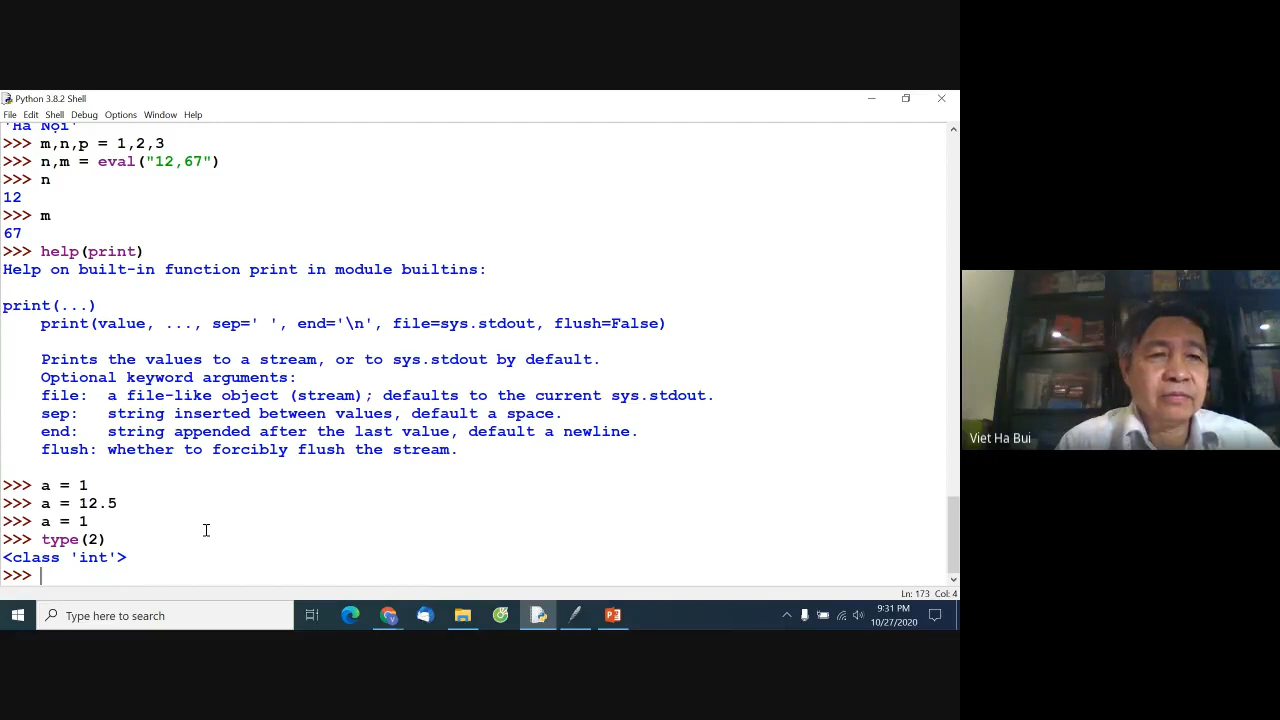 Python 3.8.2 Shell
File Edit Shell Debug Options Window Help
'Hà Nội'
>>> m,n,p = 1,2,3
>>> n,m = eval("12,67")
>>> n
12
>>> m
67
>>> help(print)
Help on built-in function print in module builtins:
print(...)
    print(value, ..., sep=' ', end='\n', file=sys.stdout, flush=False)
    Prints the values to a stream, or to sys.stdout by default.
    Optional keyword arguments:
    file:  a file-like object (stream); defaults to the current sys.stdout.
    sep:   string inserted between values, default a space.
    end:   string appended after the last value, default a newline.
    flush: whether to forcibly flush the stream.
>>> a = 1
>>> a = 12.5
>>> a = 1
>>> type(2)
<class 'int'>
>>>
Ln: 173 Col: 4
Type here to search
9:31 PM
10/27/2020
Viet Ha Bui